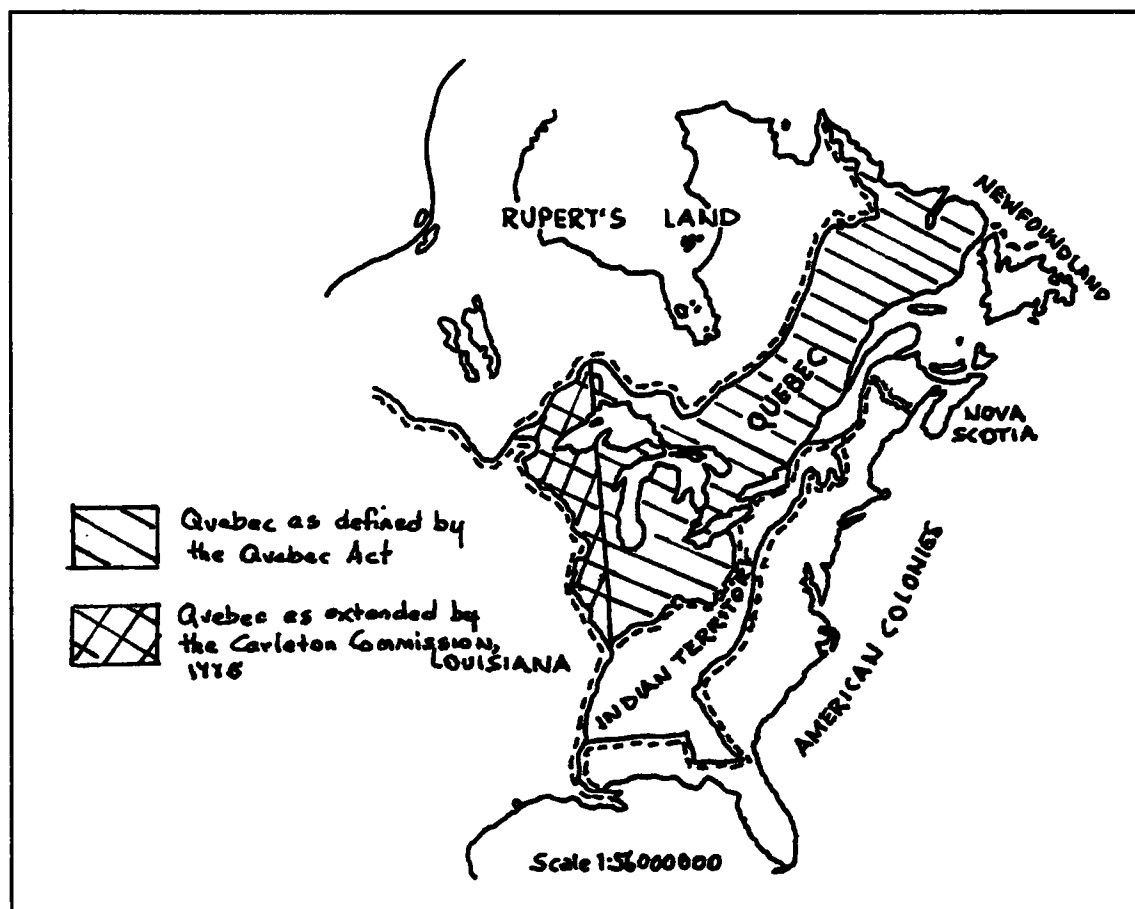 NEWFOUNDLAND
RUPERT'S LAND
QUEBEC
NOVA
SCOTIA
Quebec as defined by
the Quebec Act
Quebec as extended by
the Carleton Commission,
LOUISIANA
INDIAN TERRITORY
AMERICAN COLONIES
Scale 1:56000000